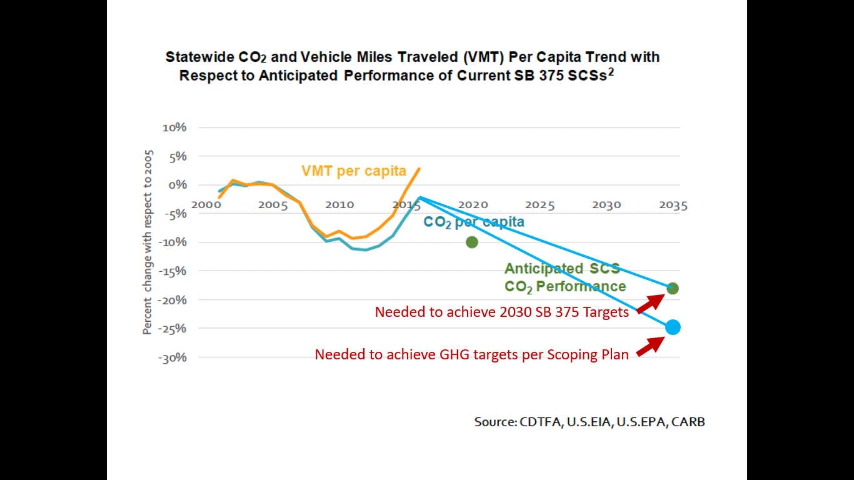 Statewide CO2 and Vehicle Miles Traveled (VMT) Per Capita Trend with
Respect to Anticipated Performance of Current SB 375 SCSs2
Percent change with respect to 2005
10%
5%
0%
-5%
-10%
-15%
-20%
-25%
-30%
2000
2005
2010
2015
2020
2025
2030
2035
VMT per capita
CO2 per capita
Anticipated SCS
CO2 Performance
Needed to achieve 2030 SB 375 Targets
Needed to achieve GHG targets per Scoping Plan
Source: CDTFA, U.S.EIA, U.S.EPA, CARB